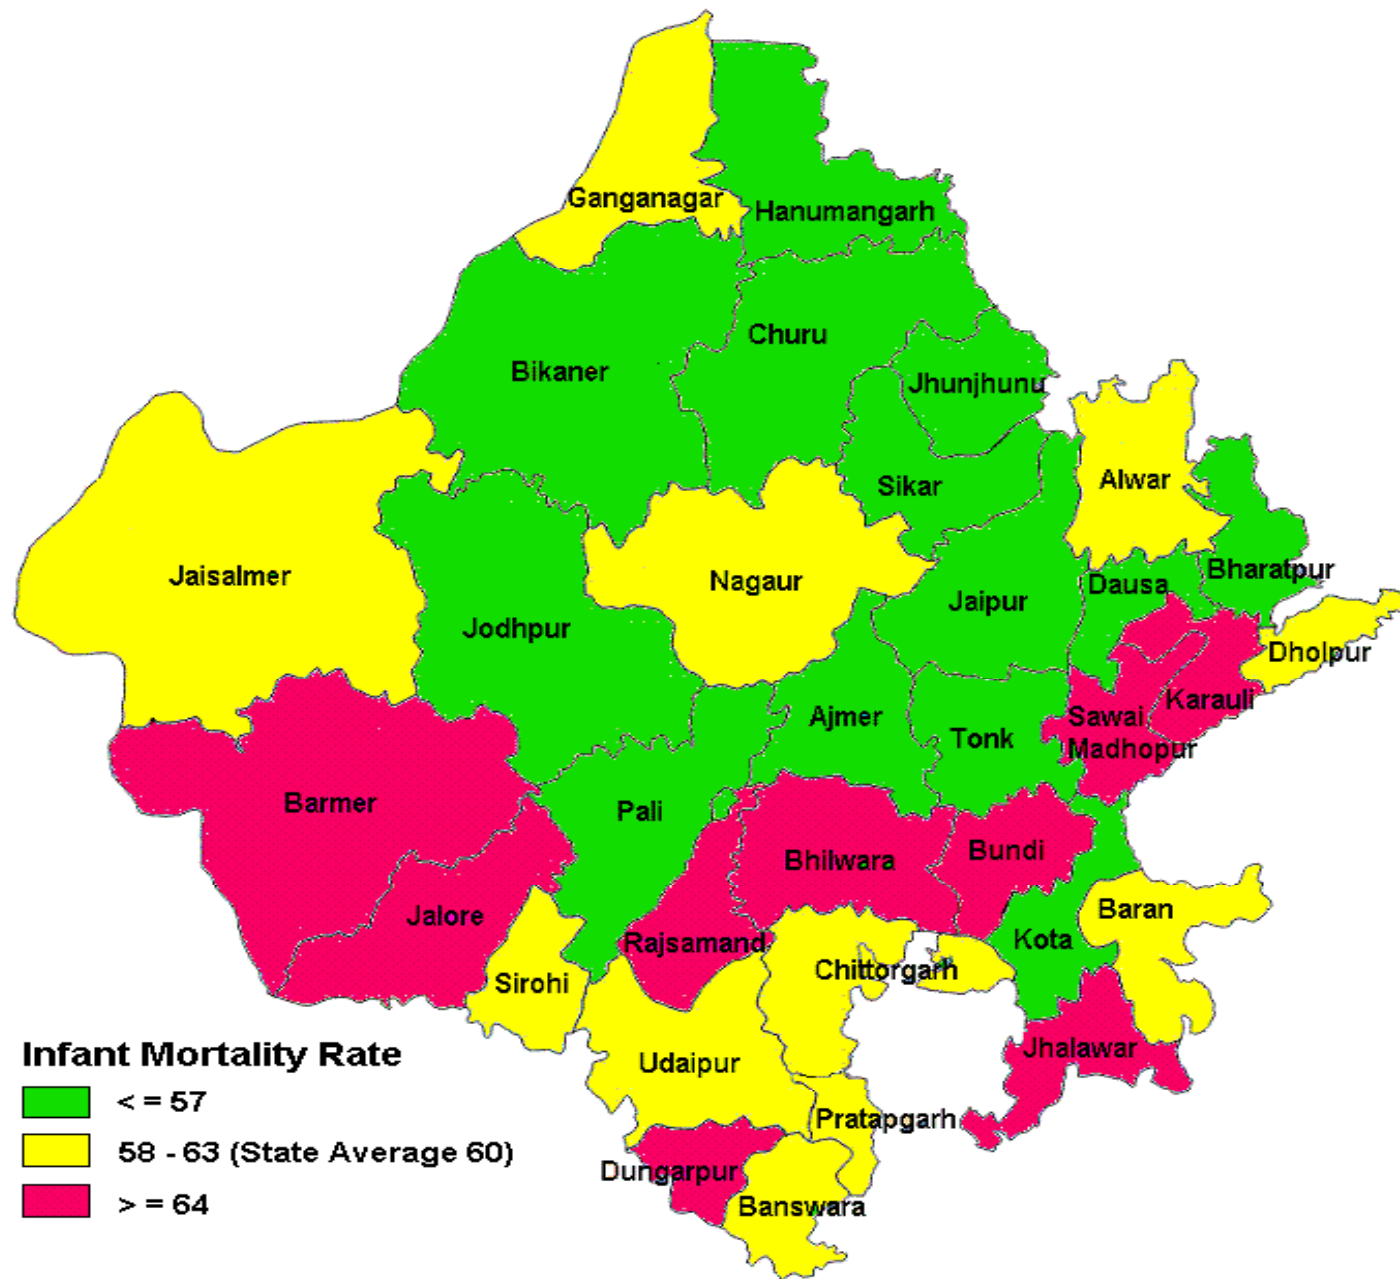 Ganganagar
Hanumangarh
Churu
Bikaner
Jhunjhunu
Sikar
Alwar
Jaisalmer
Nagaur
Jaipur
Dausa
Bharatpur
Jodhpur
Dholpur
Ajmer
Tonk
Sawai
Madhopur
Karauli
Barmer
Pali
Bhilwara
Bundi
Jalore
Rajsamand
Kota
Baran
Sirohi
Chittorgarh
Udaipur
Jhalawar
Pratapgarh
Dungarpur
Banswara
Infant Mortality Rate
< = 57
58 - 63 (State Average 60)
> = 64